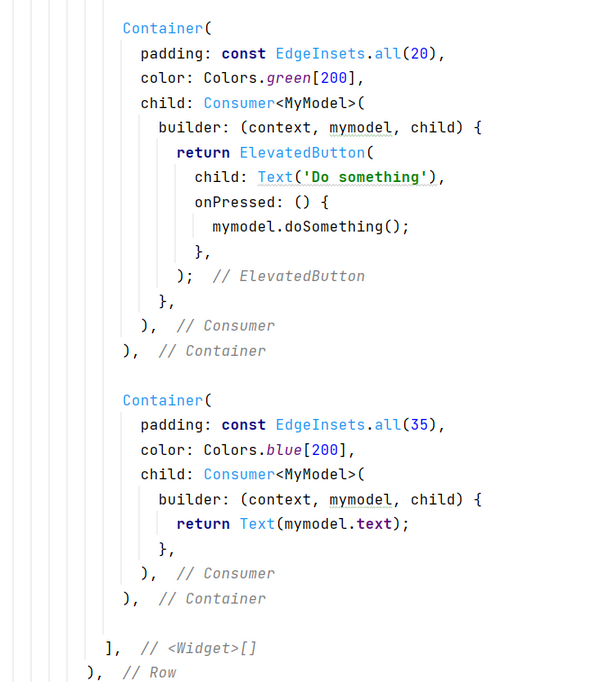 Container(
padding: const EdgeInsets.all(20),
color: Colors.green[200],
child: Consumer<MyModel>(
builder: (context, mymodel, child) {
return ElevatedButton(
child: Text('Do something'),
onPressed: () {
mymodel.doSomething();
},
); // ElevatedButton
},
), // Consumer
), // Container
Container(
padding: const EdgeInsets.all(35),
color: Colors.blue[200],
child: Consumer<MyModel>(
builder: (context, mymodel, child) {
return Text(mymodel.text);
},
), // Consumer
), // Container
], // <Widget>[]
), // Row